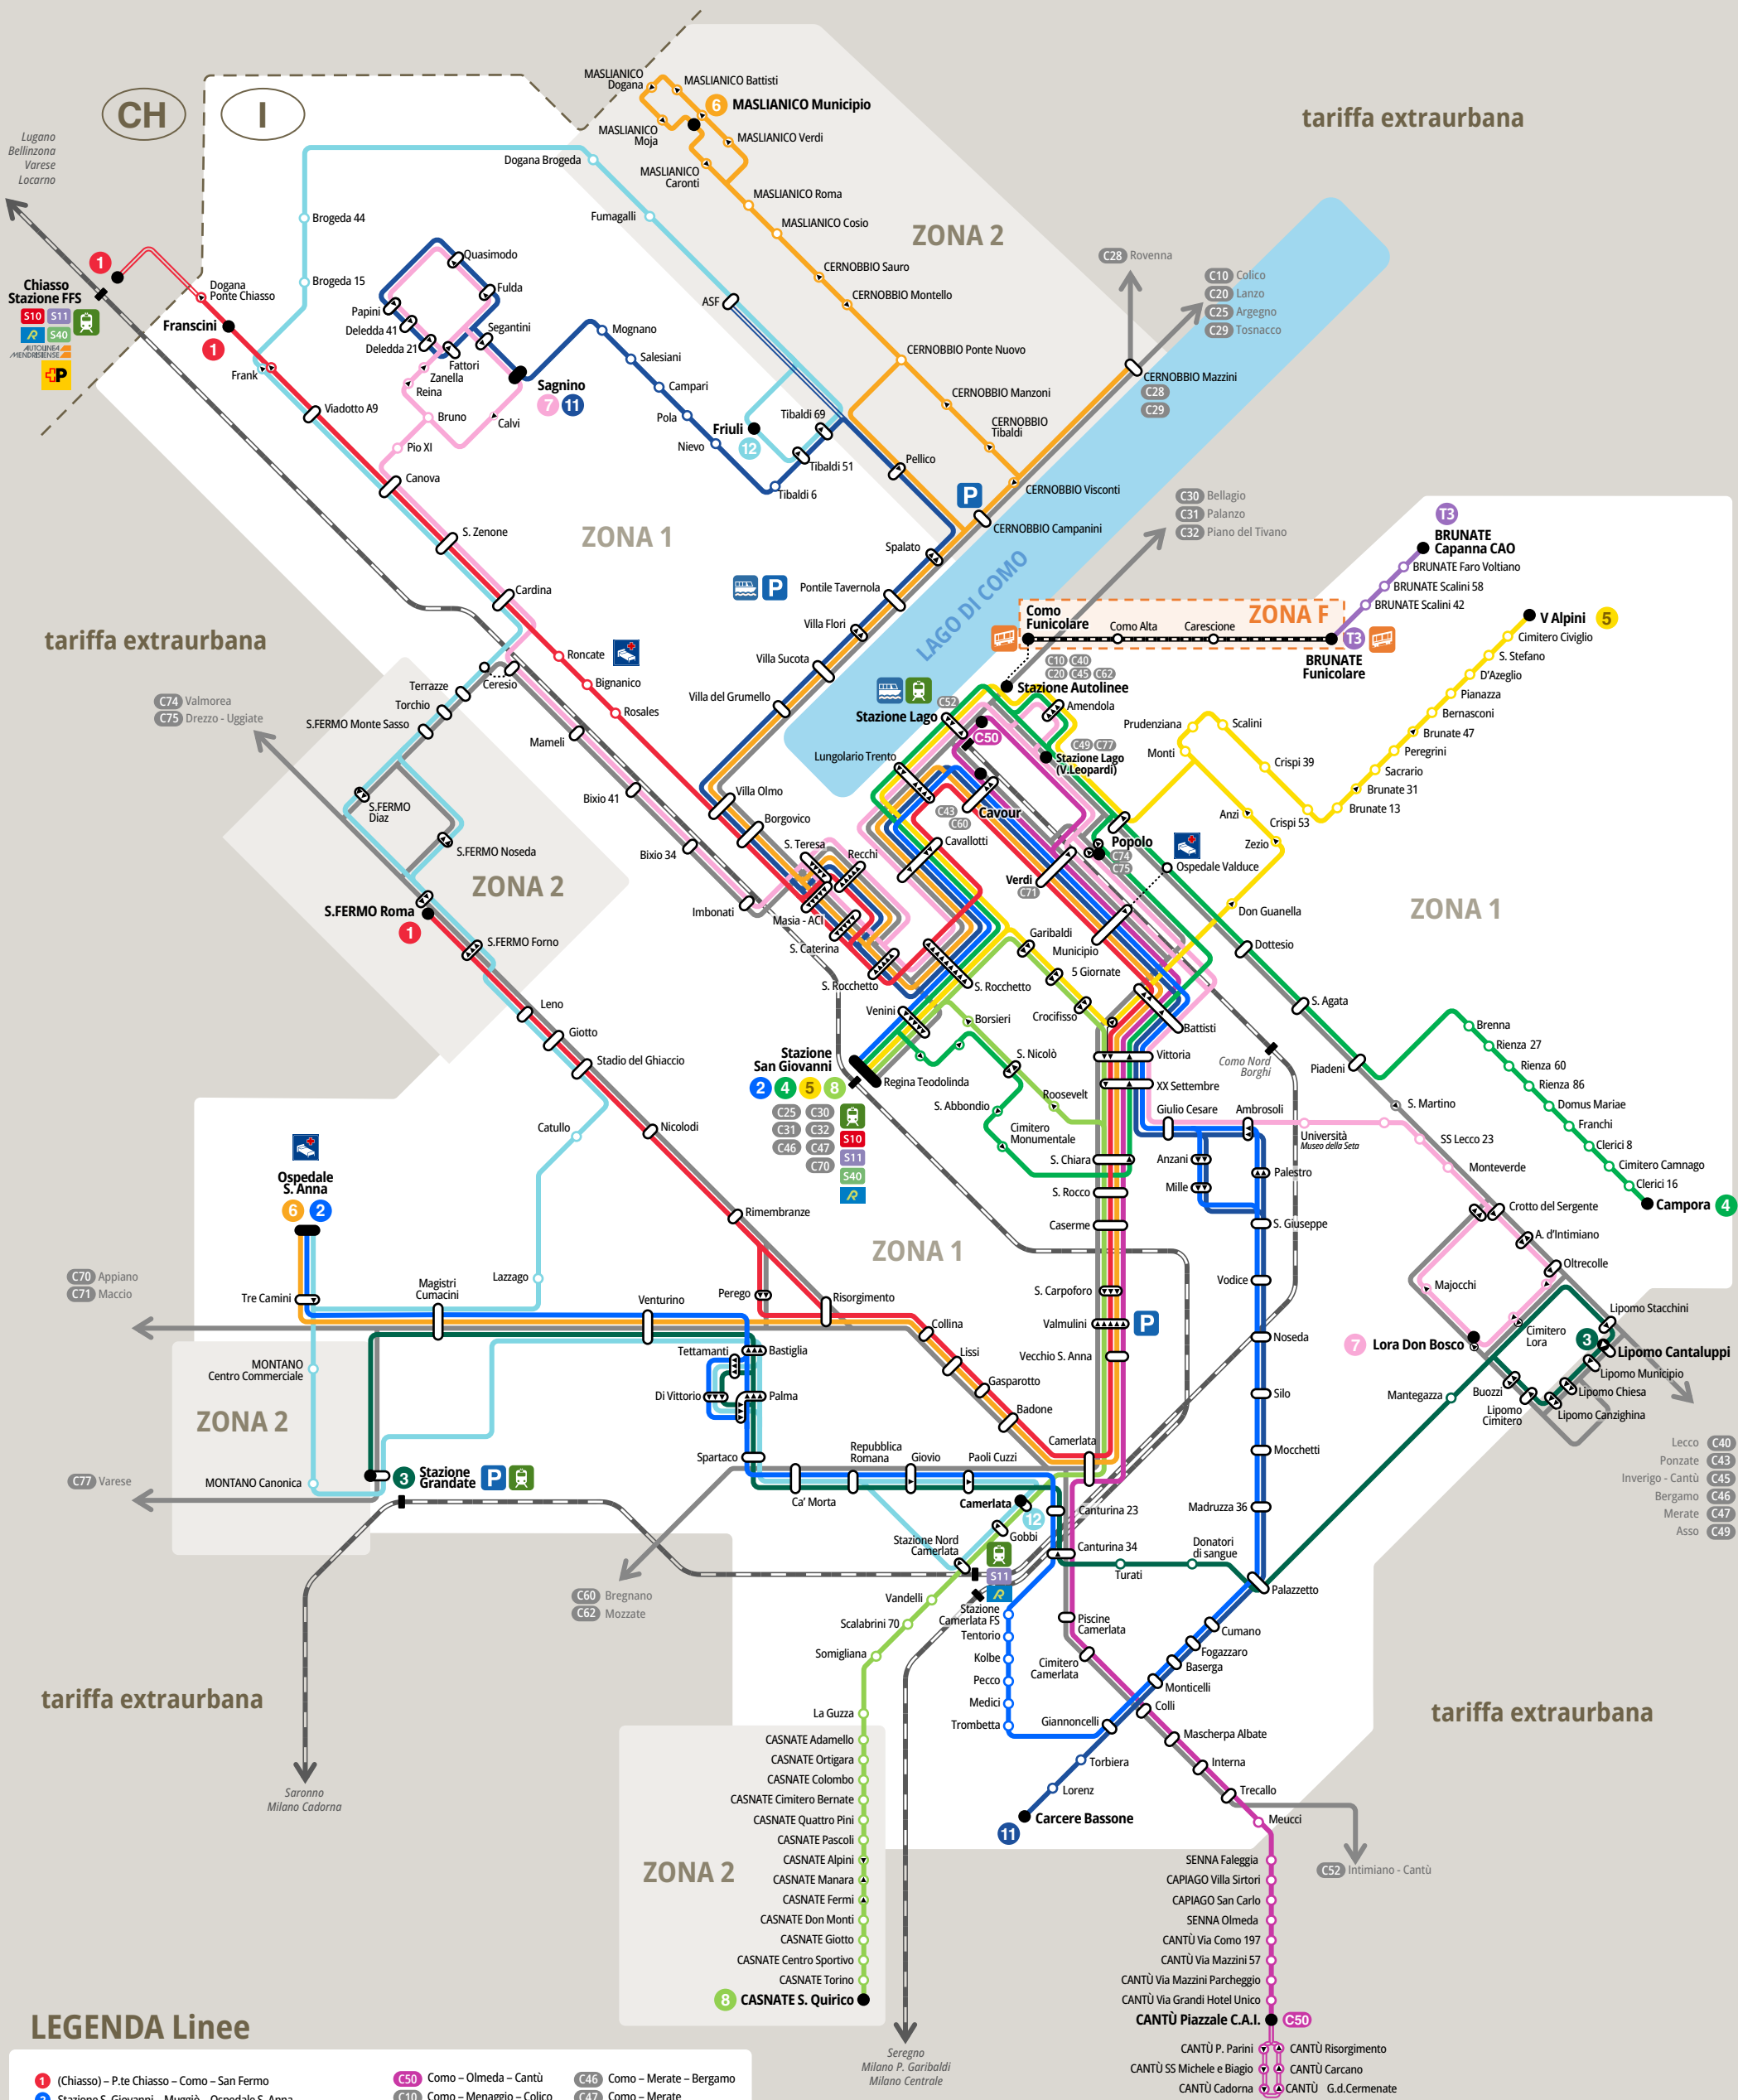 CH
I
tariffa extraurbana
Lugano
Bellinzona
Varese
Locarno
MASLIANICO
Dogana
MASLIANICO Battisti
6
MASLIANICO Municipio
MASLIANICO
Moja
MASLIANICO Verdi
MASLIANICO
Caronti
MASLIANICO Roma
MASLIANICO Cosio
ZONA 2
CERNOBBIO Sauro
CERNOBBIO Montello
CERNOBBIO Ponte Nuovo
CERNOBBIO Manzoni
CERNOBBIO
Tibaldi
CERNOBBIO Visconti
CERNOBBIO Campanini
CERNOBBIO Mazzini
C28
C29
C28 Rovenna
C10 Colico
C20 Lanzo
C25 Argegno
C29 Tosnacco
Dogana Brogeda
Fumagalli
ASF
Brogeda 44
Brogeda 15
1
Chiasso
Stazione FFS
S10 S11
R S40
AUTOLINEA
MENDRISIENSE
P
Dogana
Ponte Chiasso
Franscini
1
Frank
Viadotto A9
Quasimodo
Fulda
Papini
Deledda 41
Deledda 21
Segantini
Fattori
Zanella
Reina
Bruno
Calvi
Pio XI
Canova
Sagnino
7 11
Mognano
Salesiani
Campari
Pola
Nievo
Friuli
12
Tibaldi 69
Tibaldi 51
Tibaldi 6
Pellico
P
Spalato
ZONA 1
S. Zenone
Cardina
Pontile Tavernola
P
Villa Flori
Villa Sucota
Villa del Grumello
LAGO DI COMO
C30 Bellagio
C31 Palanzo
C32 Piano del Tivano
Como
Funicolare
ZONA F
Como Alta
Carescione
T3
BRUNATE
Funicolare
T3
BRUNATE
Capanna CAO
BRUNATE Faro Voltiano
BRUNATE Scalini 58
BRUNATE Scalini 42
V Alpini 5
Cimitero Civiglio
S. Stefano
D'Azeglio
Pianazza
Bernasconi
Brunate 47
Peregrini
Sacrario
Brunate 31
Brunate 13
tariffa extraurbana
C74 Valmorea
C75 Drezzo - Uggiate
Roncate
Bignanico
Rosales
Ceresio
Terrazze
Torchio
S.FERMO Monte Sasso
Mameli
Bixio 41
Bixio 34
Imbonati
S.FERMO
Diaz
S.FERMO Noseda
ZONA 2
S.FERMO Roma
1
S.FERMO Forno
Leno
Giotto
Stadio del Ghiaccio
Catullo
Nicolodi
Rimembranze
C10 C40
C20 C45 C62
Stazione Autolinee
C52
Stazione Lago
C50
Amendola
C49 C77
Stazione Lago
(V.Leopardi)
Lungolario Trento
Cavour
C43
C60
Villa Olmo
Borgovico
S. Teresa
Recchi
Masia - ACI
S. Caterina
S. Rocchetto
Cavallotti
Verdi
C71
Popolo
C74
C75
Ospedale Valduce
Prudenziana
Scalini
Monti
Crispi 39
Anzi
Crispi 53
Zezio
Don Guanella
ZONA 1
Dottesio
S. Agata
Piadeni
S. Martino
Brenna
Rienza 27
Rienza 60
Rienza 86
Domus Mariae
Franchi
Clerici 8
Cimitero Camnago
Clerici 16
Campora 4
Garibaldi
Municipio
5 Giornate
Crocifisso
S. Rocchetto
Venini
Borsieri
Battisti
Vittoria
XX Settembre
Como Nord
Borghi
Stazione
San Giovanni
2 4 5 8
Regina Teodolinda
C25 C30
C31 C32
C46 C47
C70
S10
S11
S40
R
S. Nicolò
Roosevelt
S. Abbondio
Cimitero
Monumentale
S. Chiara
S. Rocco
Caserme
Giulio Cesare
Ambrosoli
Università
Museo della Seta
SS Lecco 23
Monteverde
Anzani
Mille
Palestro
S. Giuseppe
Crotto del Sergente
A. d'Intimiano
Oltrecolle
Majocchi
Cimitero
Lora
7 Lora Don Bosco
Lipomo Stacchini
3
Lipomo Cantaluppi
Lipomo Municipio
Lipomo Chiesa
Lipomo Canzighina
Buozzi
Lipomo
Cimitero
Mantegazza
Lecco C40
Ponzate C43
Inverigo - Cantù C45
Bergamo C46
Merate C47
Asso C49
Ospedale
S. Anna
6 2
Tre Camini
C70 Appiano
C71 Maccio
Magistri
Cumacini
Lazzago
Venturino
ZONA 1
Perego
Risorgimento
Collina
Lissi
Gasparotto
Badone
Camerlata
S. Carpoforo
Valmulini
P
Vecchio S. Anna
Vodice
Noseda
Silo
Mocchetti
Madruzza 36
MONTANO
Centro Commerciale
ZONA 2
MONTANO Canonica
C77 Varese
3 Stazione
Grandate P
Tettamanti
Bastiglia
Di Vittorio
Palma
Spartaco
Ca' Morta
Repubblica
Romana
Giovio
Paoli Cuzzi
Camerlata
12
Gobbi
Stazione Nord
Camerlata
S11
R
Canturina 23
Canturina 34
Turati
Donatori
di sangue
Palazzetto
C60 Bregnano
C62 Mozzate
Vandelli
Scalabrini 70
Somigliana
La Guzza
Stazione
Camerlata FS
Tentorio
Kolbe
Pecco
Medici
Trombetta
Piscine
Camerlata
Cimitero
Camerlata
Cumano
Fogazzaro
Baserga
Monticelli
Giannoncelli
Colli
Mascherpa Albate
Interna
Trecallo
Meucci
Torbiera
Lorenz
Carcere Bassone
11
tariffa extraurbana
tariffa extraurbana
Saronno
Milano Cadorna
ZONA 2
CASNATE Adamello
CASNATE Ortigara
CASNATE Colombo
CASNATE Cimitero Bernate
CASNATE Quattro Pini
CASNATE Pascoli
CASNATE Alpini
CASNATE Manara
CASNATE Fermi
CASNATE Don Monti
CASNATE Giotto
CASNATE Centro Sportivo
CASNATE Torino
8 CASNATE S. Quirico
Seregno
Milano P. Garibaldi
Milano Centrale
C52 Intimiano - Cantù
SENNA Faleggia
CAPIAGO Villa Sirtori
CAPIAGO San Carlo
SENNA Olmeda
CANTÙ Via Como 197
CANTÙ Via Mazzini 57
CANTÙ Via Mazzini Parcheggio
CANTÙ Via Grandi Hotel Unico
CANTÙ Piazzale C.A.I. C50
CANTÙ P. Parini
CANTÙ Risorgimento
CANTÙ SS Michele e Biagio
CANTÙ Carcano
CANTÙ Cadorna
CANTÙ G.d.Cermenate
LEGENDA Linee
1 (Chiasso) – P.te Chiasso – Como – San Fermo
2 Stazione S. Giovanni – Muggiò – Ospedale S. Anna
C50 Como – Olmeda – Cantù
C10 Como – Menaggio – Colico
C46 Como – Merate – Bergamo
C47 Como – Merate